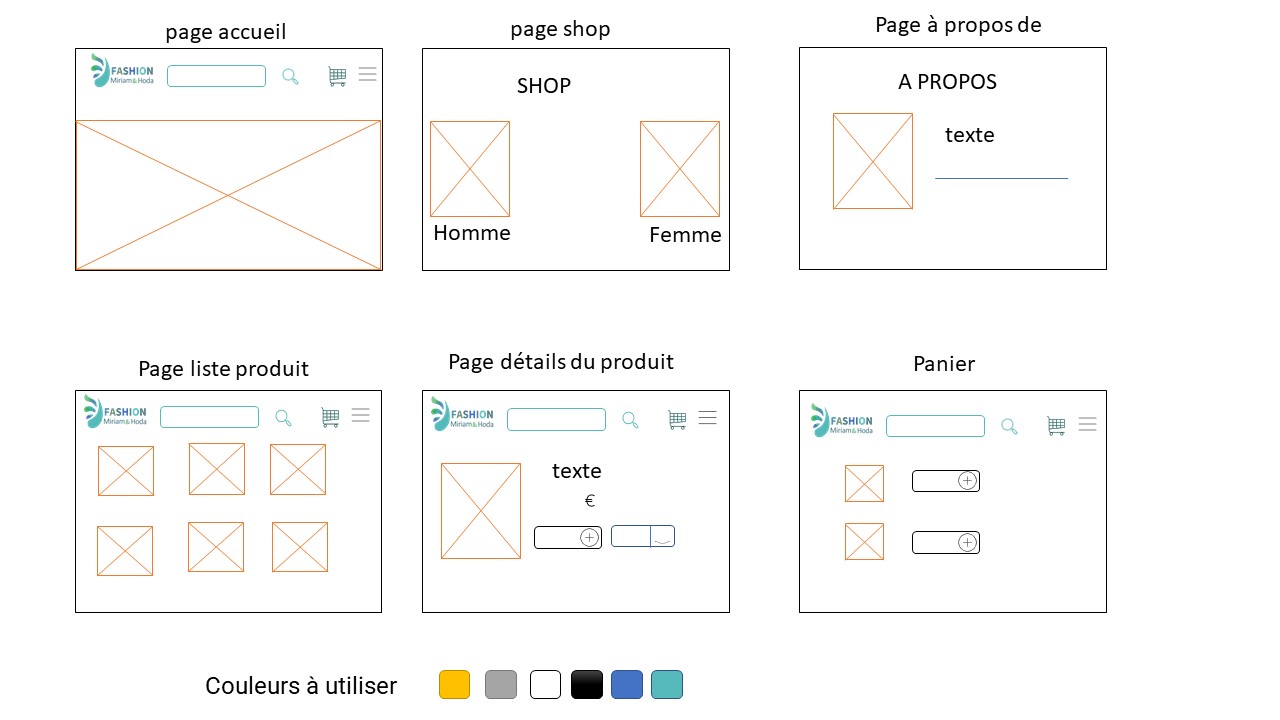 page accueil
page shop
Page à propos de
FASHION
Miriam & Hoda
SHOP
Homme
Femme
A PROPOS
texte
Page liste produit
Page détails du produit
Panier
FASHION
Miriam & Hoda
FASHION
Miriam & Hoda
texte
€
FASHION
Miriam & Hoda
Couleurs à utiliser